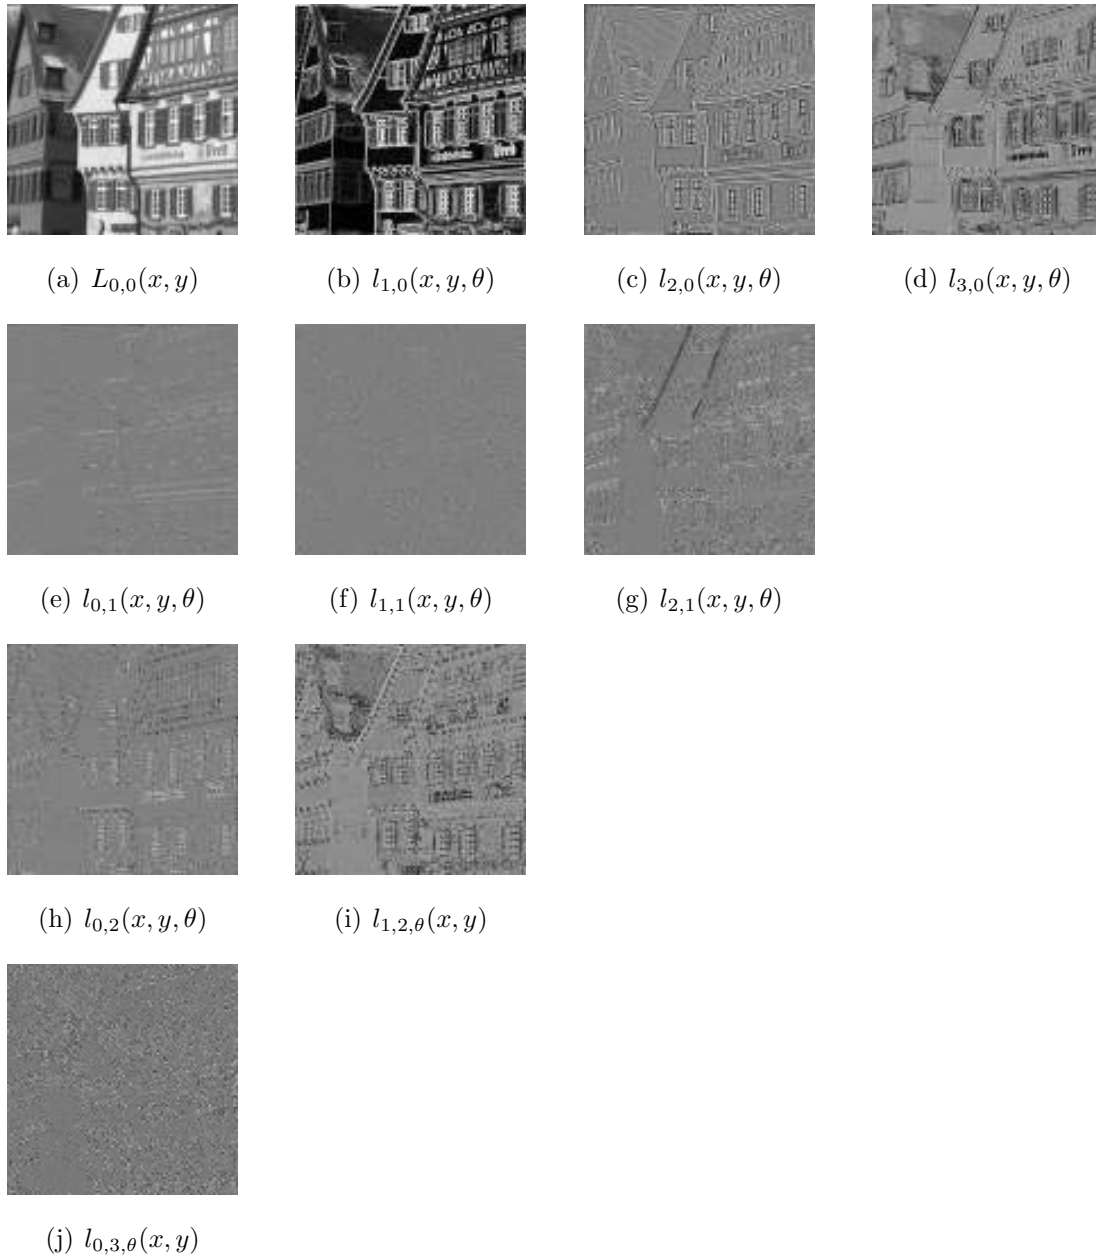 (a) L₀,₀(x, y)
(b) l₁,₀(x, y, θ)
(c) l₂,₀(x, y, θ)
(d) l₃,₀(x, y, θ)
(e) l₀,₁(x, y, θ)
(f) l₁,₁(x, y, θ)
(g) l₂,₁(x, y, θ)
(h) l₀,₂(x, y, θ)
(i) l₁,₂,θ(x, y)
(j) l₀,₃,θ(x, y)